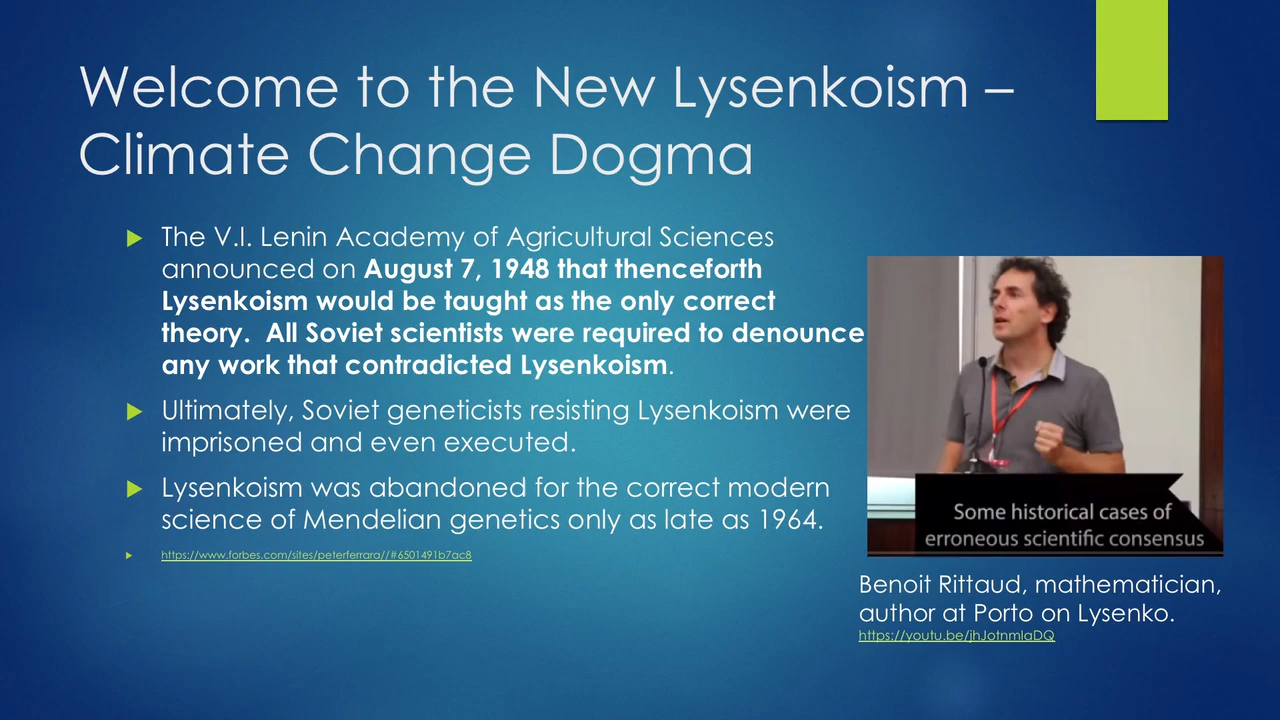 Welcome to the New Lysenkoism –
Climate Change Dogma
The V.I. Lenin Academy of Agricultural Sciences
announced on August 7, 1948 that thenceforth
Lysenkoism would be taught as the only correct
theory.  All Soviet scientists were required to denounce
any work that contradicted Lysenkoism.
Ultimately, Soviet geneticists resisting Lysenkoism were
imprisoned and even executed.
Lysenkoism was abandoned for the correct modern
science of Mendelian genetics only as late as 1964.
https://www.forbes.com/sites/peterferrara//#6501491b7ac8
Some historical cases of
erroneous scientific consensus
Benoit Rittaud, mathematician,
author at Porto on Lysenko.
https://youtu.be/jhJotnmlaDQ